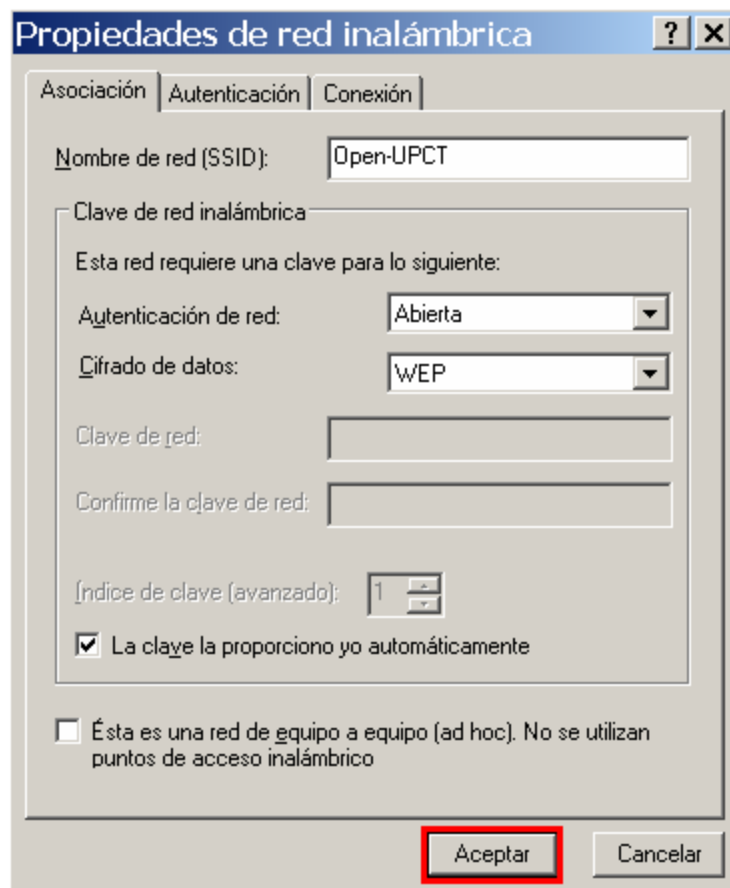 Propiedades de red inalámbrica
Asociación Autenticación Conexión
Nombre de red (SSID): Open-UPCT
Clave de red inalámbrica
Esta red requiere una clave para lo siguiente:
Autenticación de red: Abierta
Cifrado de datos: WEP
Clave de red:
Confirme la clave de red:
Índice de clave (avanzado): 1
La clave la proporciono yo automáticamente
Ésta es una red de equipo a equipo (ad hoc). No se utilizan
puntos de acceso inalámbrico
Aceptar Cancelar